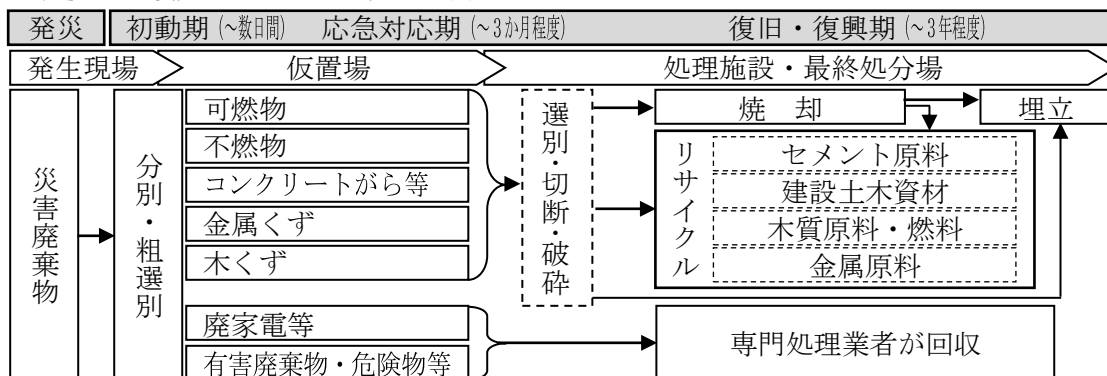 発災 初動期(～数日間) 応急対応期(～3か月程度) 復旧・復興期(～3年程度)
発生現場 仮置場 処理施設・最終処分場
災害廃棄物
分別・粗選別
可燃物
不燃物
コンクリートがら等
金属くず
木くず
廃家電等
有害廃棄物・危険物等
選別・切断・破砕
焼 却
埋立
リサイクル
セメント原料
建設土木資材
木質原料・燃料
金属原料
専門処理業者が回収